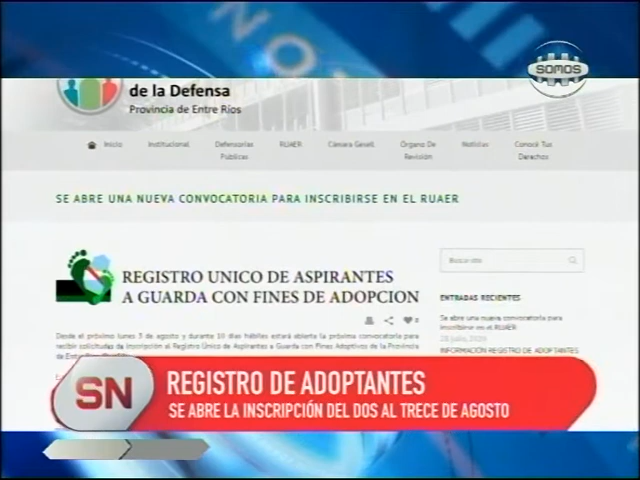 NO
SOMOS
de la Defensa
Provincia de Entre Ríos
Inicio
Institucional
Defensorías
Públicas
RUAER
Cámara Gesell
Órgano De
Revisión
Noticias
Conocé Tus
Derechos
SE ABRE UNA NUEVA CONVOCATORIA PARA INSCRIBIRSE EN EL RUAER
REGISTRO UNICO DE ASPIRANTES
A GUARDA CON FINES DE ADOPCION
Buscar
Desde el próximo lunes 3 de agosto y durante 10 días hábiles estará abierta la próxima convocatoria para
recibir solicitudes de inscripción al Registro Único de Aspirantes a Guarda con Fines Adoptivos de la Provincia
de Entre
ENTRADAS RECIENTES
Se abre una nueva convocatoria para
inscribirse en el RUAER
28 julio, 2020
INFORMACIÓN REGISTRO DE ADOPTANTES
SN
REGISTRO DE ADOPTANTES
SE ABRE LA INSCRIPCIÓN DEL DOS AL TRECE DE AGOSTO